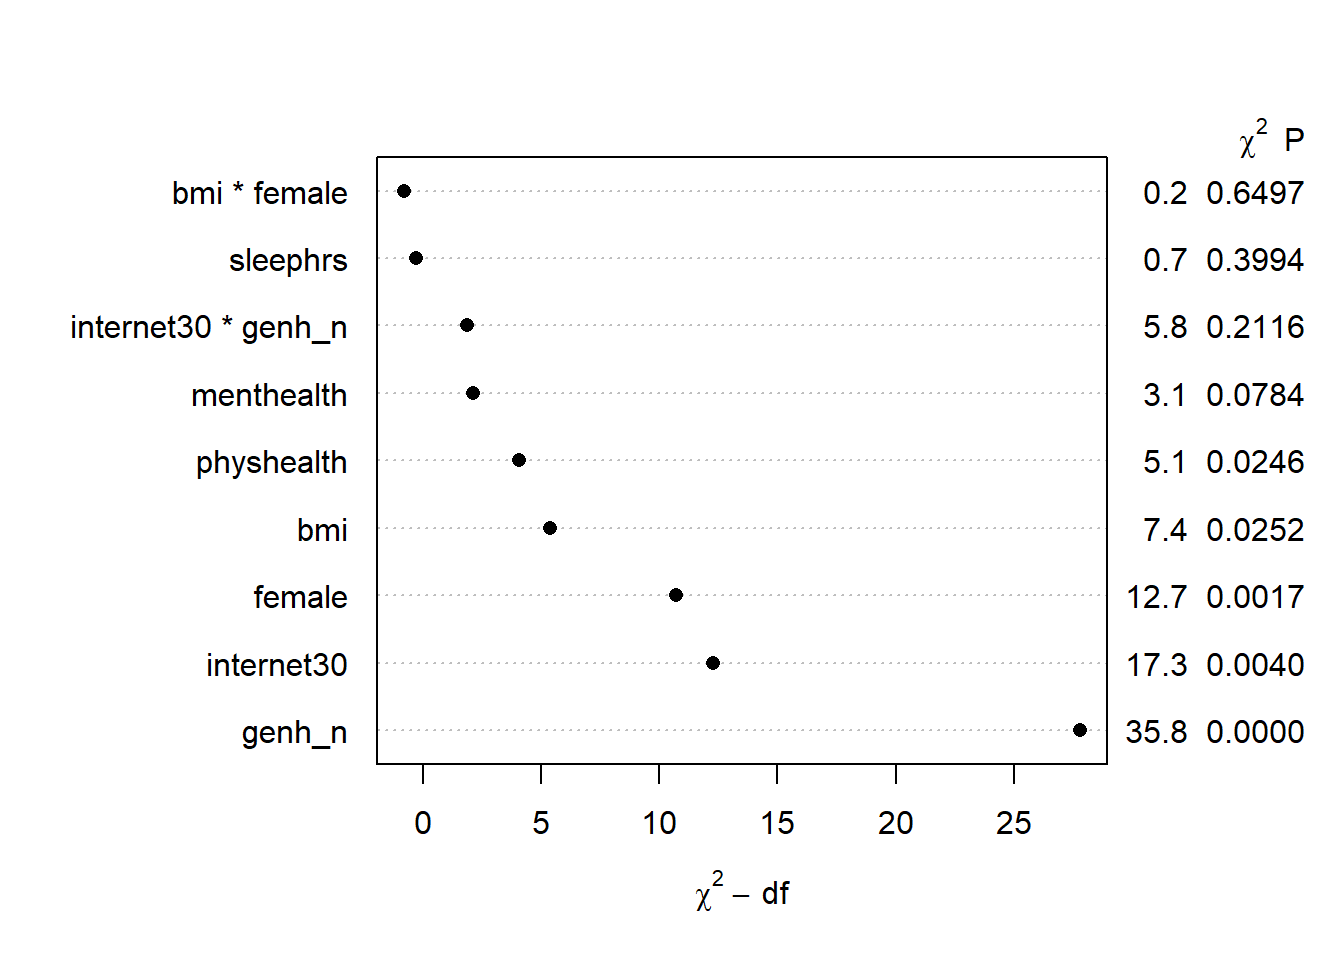 χ² P
bmi * female 0.2 0.6497
sleephrs 0.7 0.3994
internet30 * genh_n 5.8 0.2116
menthealth 3.1 0.0784
physhealth 5.1 0.0246
bmi 7.4 0.0252
female 12.7 0.0017
internet30 17.3 0.0040
genh_n 35.8 0.0000
0 5 10 15 20 25
χ² − df